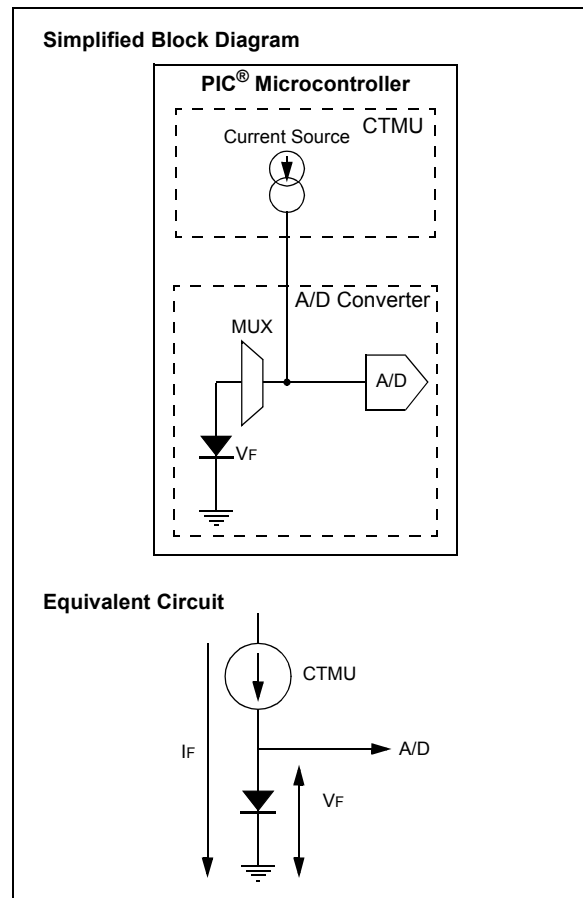 Simplified Block Diagram
PIC® Microcontroller
CTMU
Current Source
A/D Converter
MUX
A/D
VF
Equivalent Circuit
CTMU
IF
A/D
VF